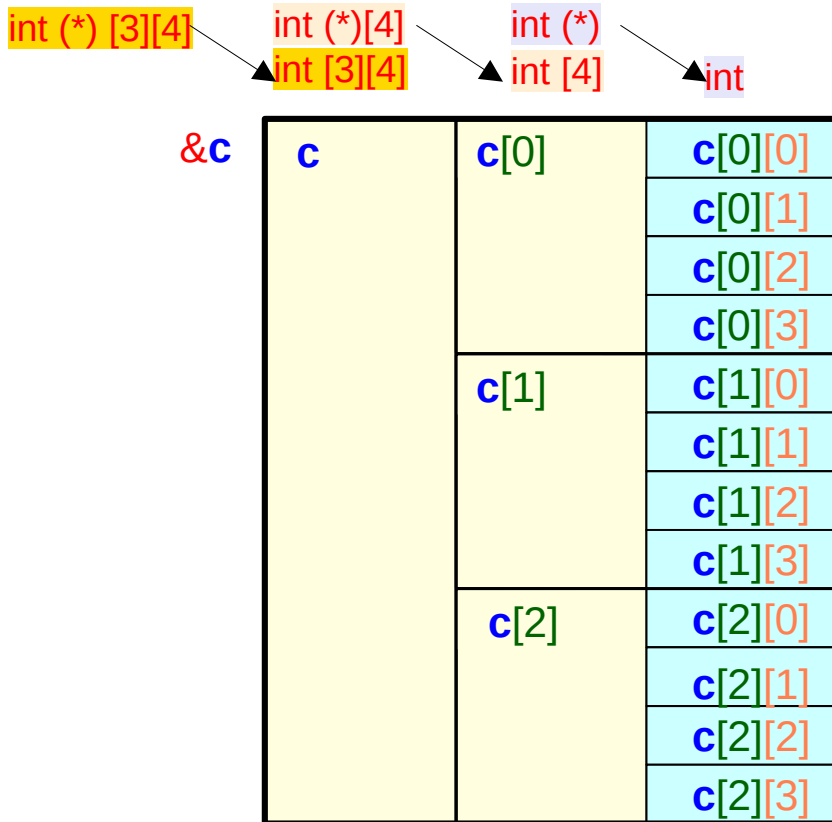 int (*) [3][4] int (*)[4] int (*)
int [3][4] int [4] int
&c c c[0] c[0][0]
c[0][1]
c[0][2]
c[0][3]
c[1] c[1][0]
c[1][1]
c[1][2]
c[1][3]
c[2] c[2][0]
c[2][1]
c[2][2]
c[2][3]